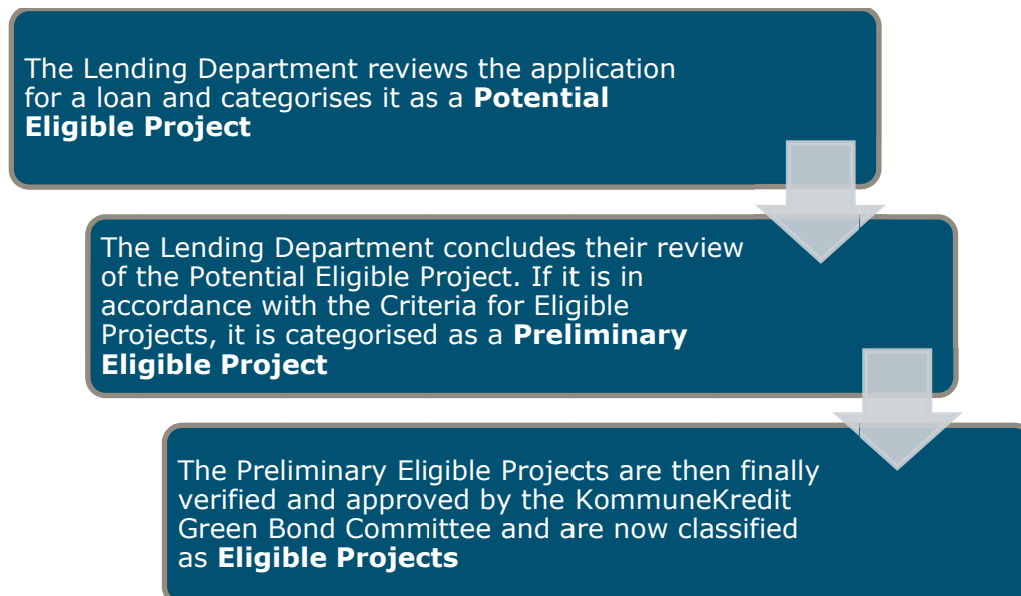 The Lending Department reviews the application
for a loan and categorises it as a Potential
Eligible Project
The Lending Department concludes their review
of the Potential Eligible Project. If it is in
accordance with the Criteria for Eligible
Projects, it is categorised as a Preliminary
Eligible Project
The Preliminary Eligible Projects are then finally
verified and approved by the KommuneKredit
Green Bond Committee and are now classified
as Eligible Projects